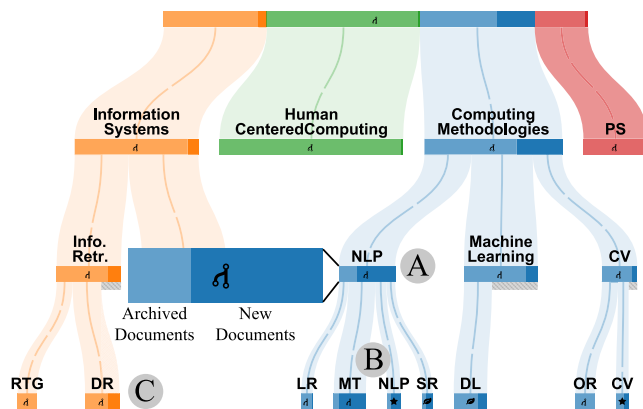 Information
Systems
Human
CenteredComputing
Computing
Methodologies
PS
Info.
Retr.
NLP
A
Machine
Learning
CV
Archived
Documents
New
Documents
B
RTG
DR
C
LR
MT
NLP
SR
DL
OR
CV